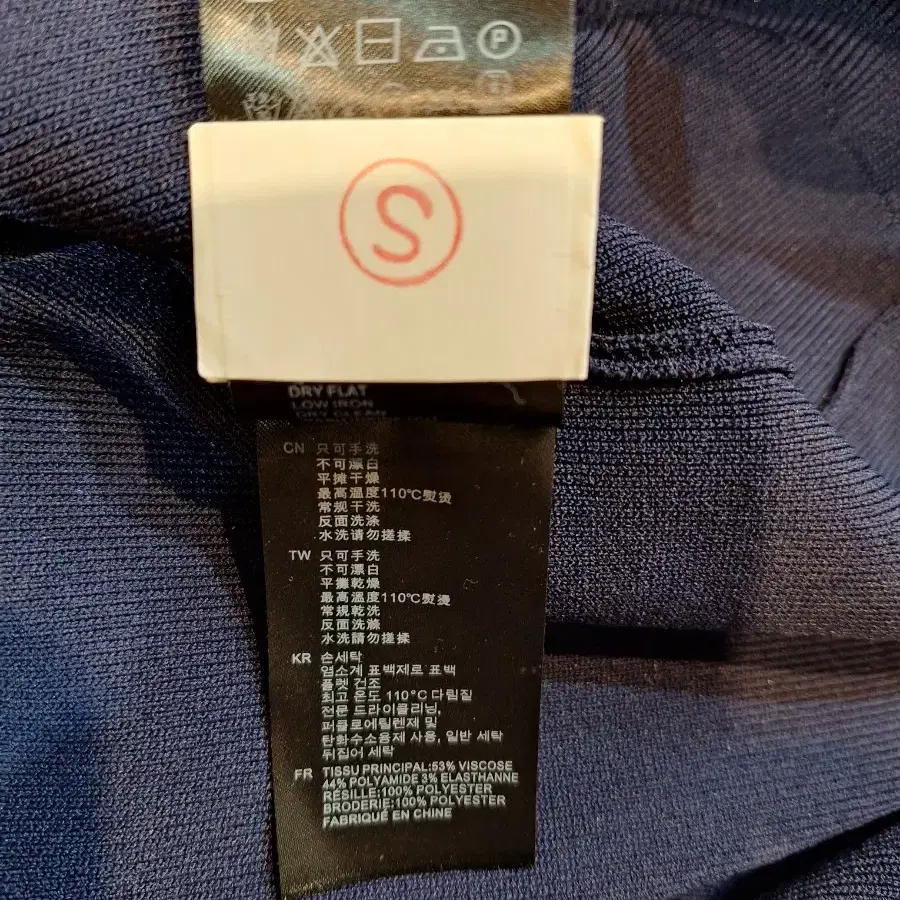 P
S
DRY FLAT
LOW IRON
DRY CLEAN
CN 只可手洗
不可漂白
平摊干燥
最高温度110℃熨烫
常规干洗
反面洗涤
水洗请勿搓揉
TW 只可手洗
不可漂白
平攤乾燥
最高溫度110℃熨燙
常規乾洗
反面洗滌
水洗請勿搓揉
KR 손세탁
염소계 표백제로 표백
플렛 건조
최고 온도 110°C 다림질
전문 드라이클리닝,
퍼클로에틸렌제 및
탄화수소용제 사용, 일반 세탁
뒤집어 세탁
FR TISSU PRINCIPAL:53% VISCOSE
44% POLYAMIDE 3% ELASTHANNE
RÉSILLE:100% POLYESTER
BRODERIE:100% POLYESTER
FABRIQUÉ EN CHINE